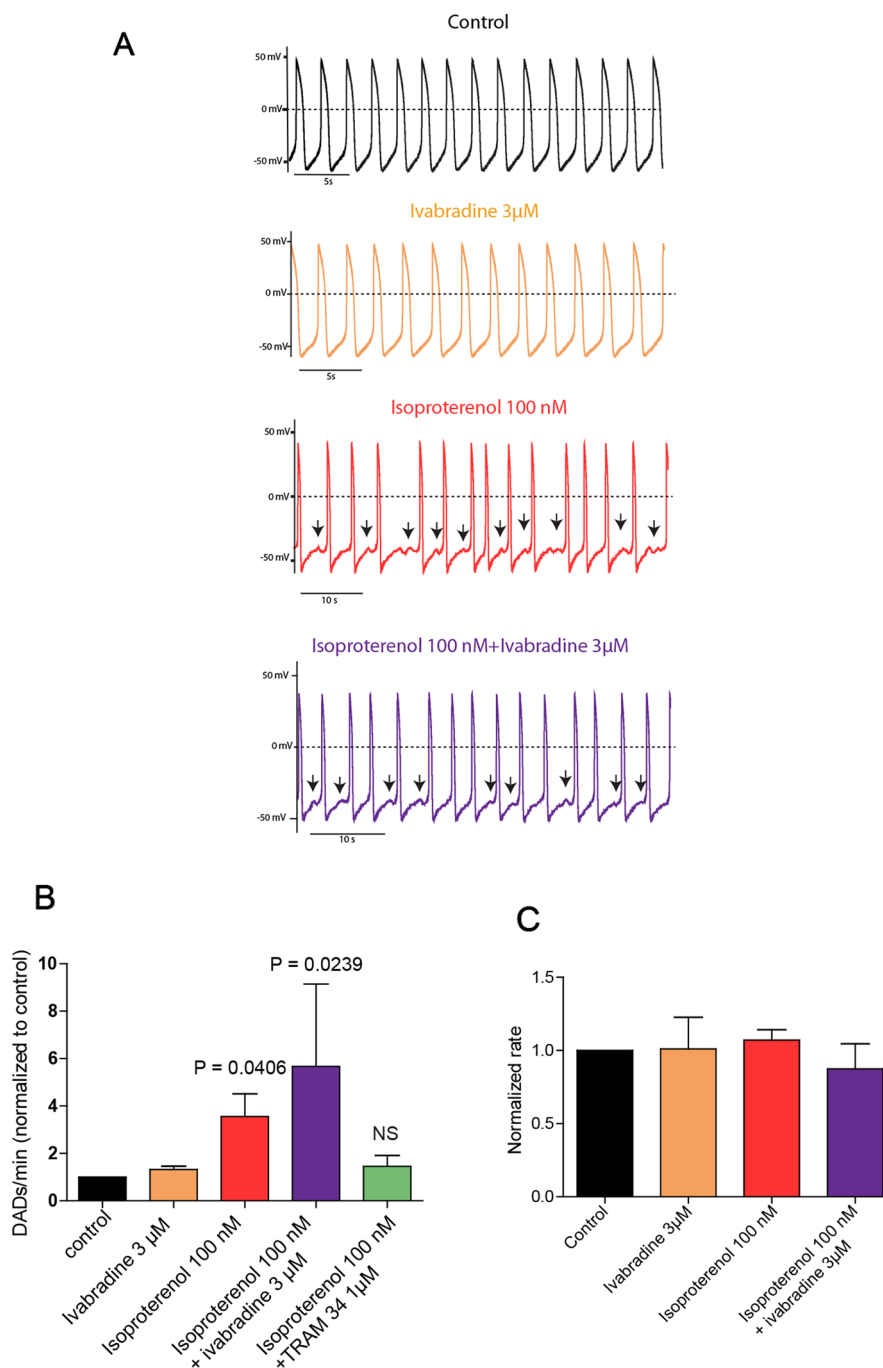 A
Control
50 mV
0 mV
-50 mV
5s
Ivabradine 3µM
50 mV
0 mV
-50 mV
5s
Isoproterenol 100 nM
50 mV
0 mV
-50 mV
10 s
Isoproterenol 100 nM+Ivabradine 3µM
50 mV
0 mV
-50 mV
10 s
B
DADs/min (normalized to control)
10
8
6
4
2
0
P = 0.0406
P = 0.0239
NS
control
Ivabradine 3 µM
Isoproterenol 100 nM
Isoproterenol 100 nM
+ ivabradine 3 µM
Isoproterenol 100 nM
+TRAM 34 1µM
C
Normalized rate
1.5
1.0
0.5
0.0
Control
Ivabradine 3µM
Isoproterenol 100 nM
Isoproterenol 100 nM
+ ivabradine 3µM